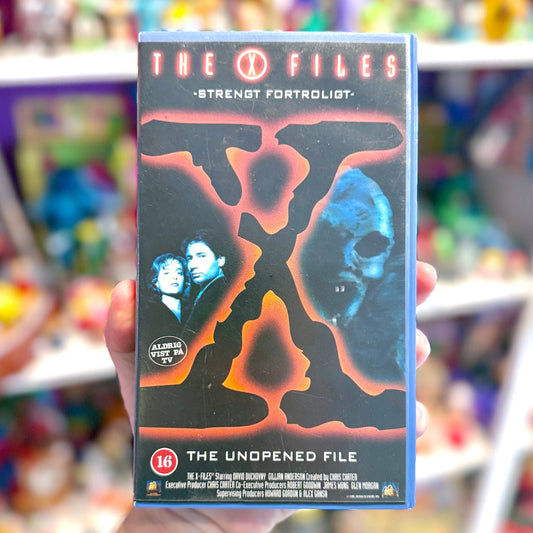 THE X FILES
-STRENGT FORTROLIGT-
ALDRIG
VIST PÅ
TV
16
THE UNOPENED FILE
THE X-FILES Starring DAVID DUCHOVNY GILLIAN ANDERSON Created by CHRIS CARTER
Executive Producer CHRIS CARTER Co-Executive Producers ROBERT GOODWIN JAMES WONG GLEN MORGAN
Supervising Producers HOWARD GORDON & ALEX GANSA